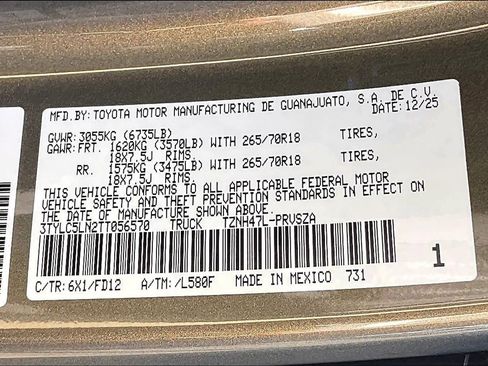 MFD.BY: TOYOTA MOTOR MANUFACTURING DE GUANAJUATO, S.A. DE C.V.
DATE: 12/25
GVWR: 3055KG (6735LB)
GAWR: FRT. 1620KG (3570LB) WITH 265/70R18 TIRES,
18X7.5J RIMS.
RR. 1575KG (3475LB) WITH 265/70R18 TIRES,
18X7.5J RIMS.
THIS VEHICLE CONFORMS TO ALL APPLICABLE FEDERAL MOTOR
VEHICLE SAFETY AND THEFT PREVENTION STANDARDS IN EFFECT ON
THE DATE OF MANUFACTURE SHOWN ABOVE
3TYLC5LN2TT056570 TRUCK TZNH47L-PRVSZA
1
C/TR: 6X1/FD12 A/TM: /L580F MADE IN MEXICO 731